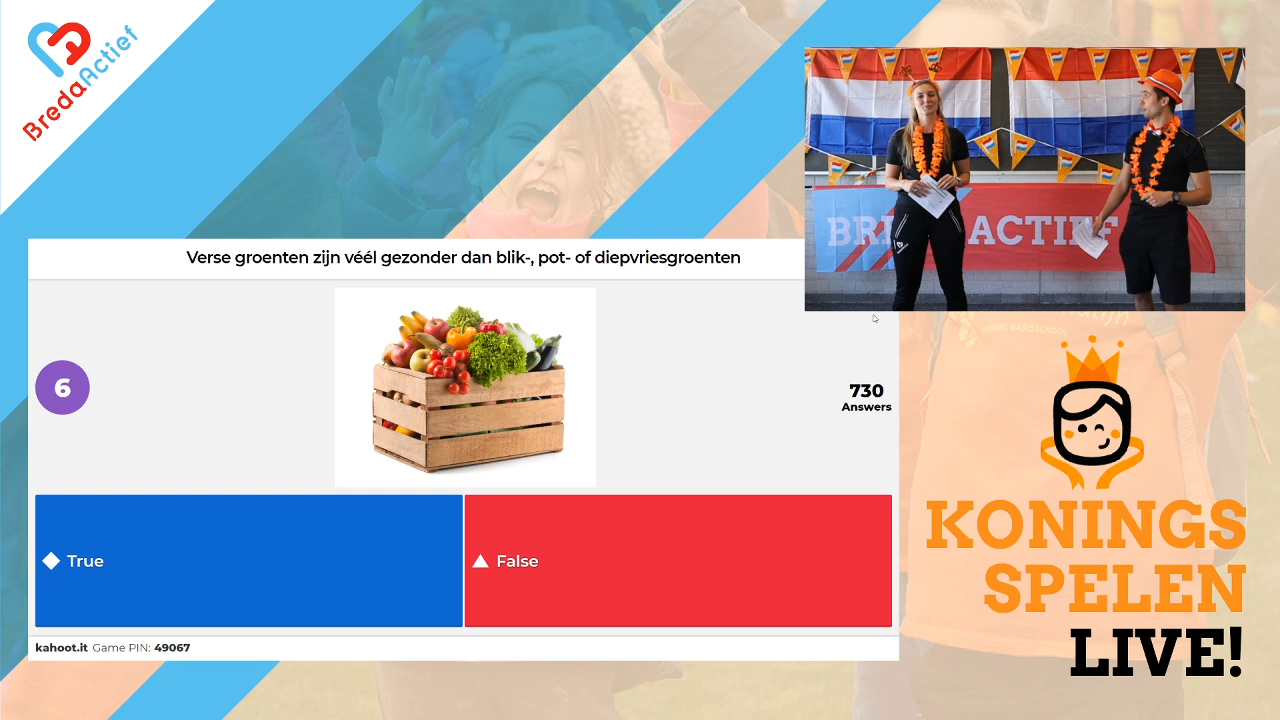 BredaActief
Verse groenten zijn véél gezonder dan blik-, pot- of diepvriesgroenten
6
730
Answers
True
False
kahoot.it Game PIN: 49067
ACTIEF
KONINGS
SPELEN
LIVE!